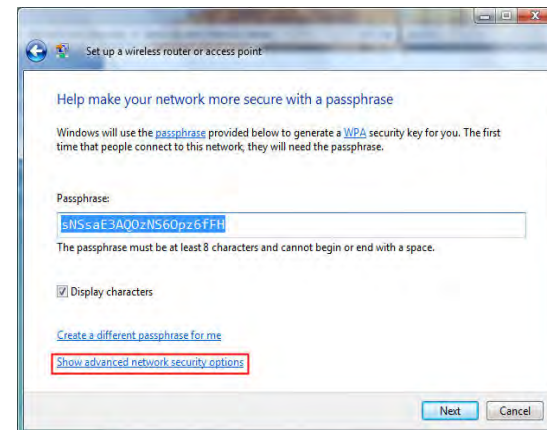 Set up a wireless router or access point
Help make your network more secure with a passphrase
Windows will use the passphrase provided below to generate a WPA security key for you. The first
time that people connect to this network, they will need the passphrase.
Passphrase:
sNSsaE3AQOzNS6Opz6fFH
The passphrase must be at least 8 characters and cannot begin or end with a space.
Display characters
Create a different passphrase for me
Show advanced network security options
Next Cancel